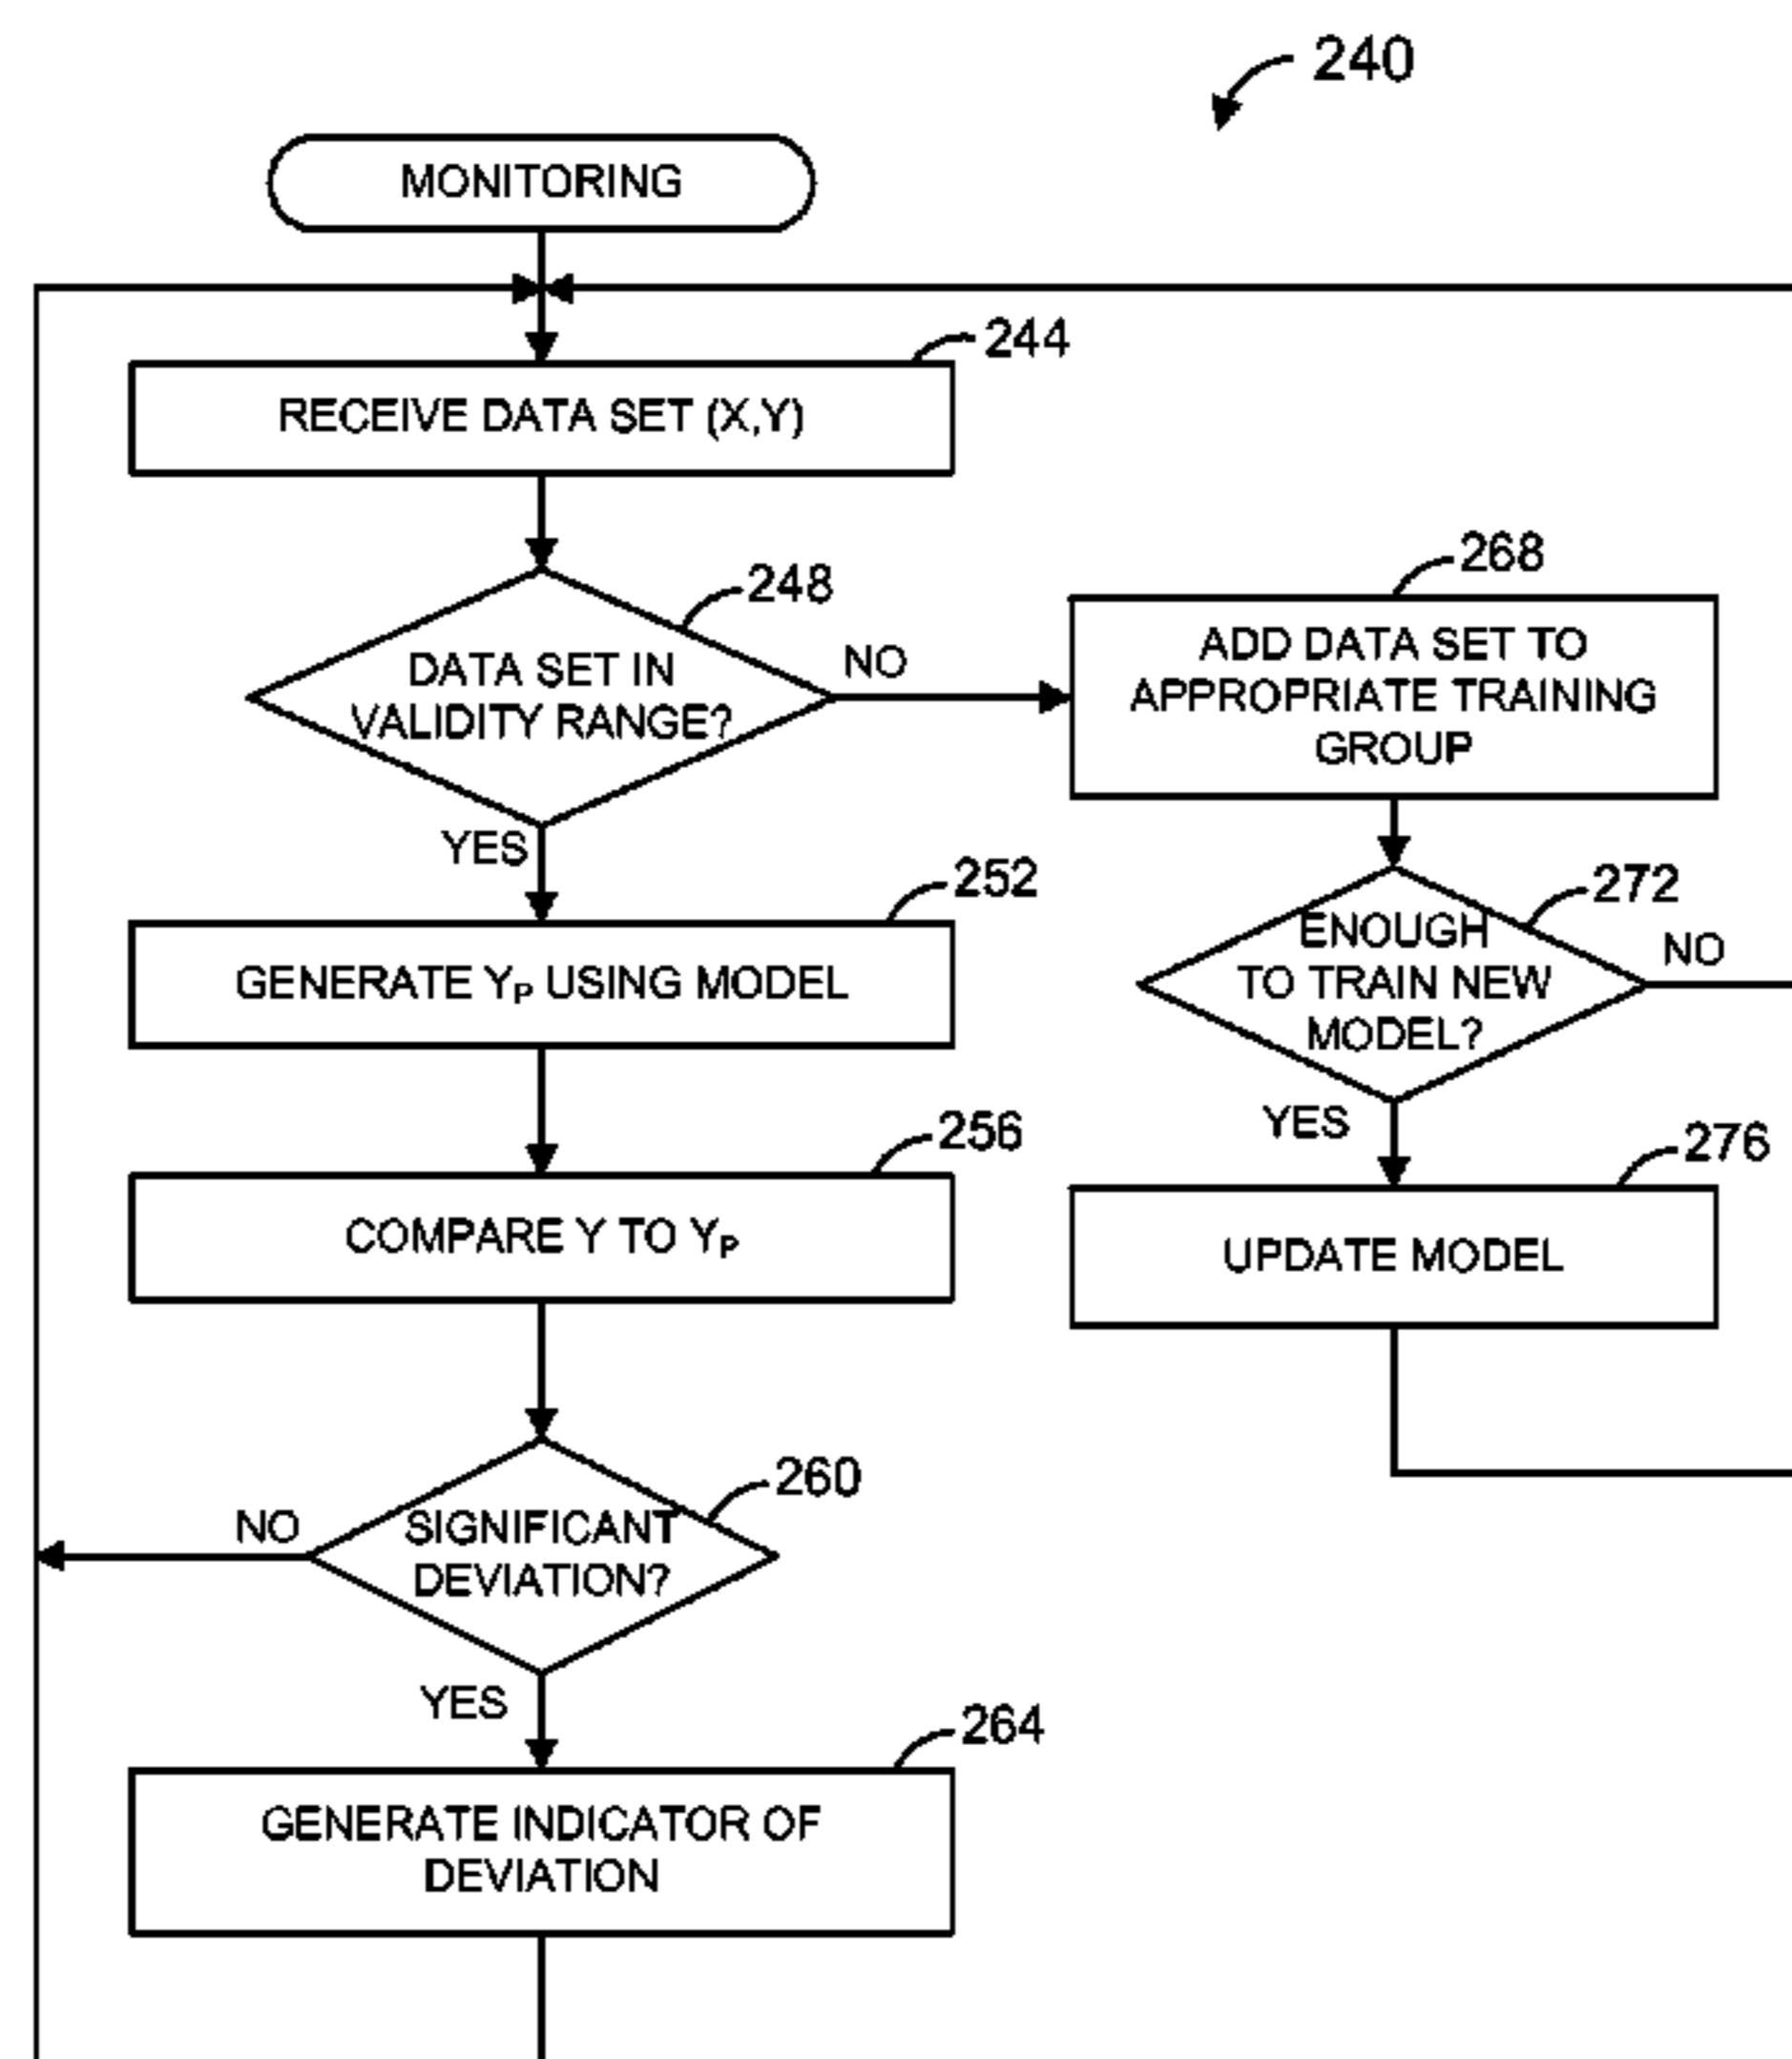 240
MONITORING
244
RECEIVE DATA SET (X,Y)
248
DATA SET IN
VALIDITY RANGE?
NO
YES
268
ADD DATA SET TO
APPROPRIATE TRAINING
GROUP
252
GENERATE YP USING MODEL
272
ENOUGH
TO TRAIN NEW
MODEL?
NO
YES
256
COMPARE Y TO YP
276
UPDATE MODEL
260
SIGNIFICANT
DEVIATION?
NO
YES
264
GENERATE INDICATOR OF
DEVIATION